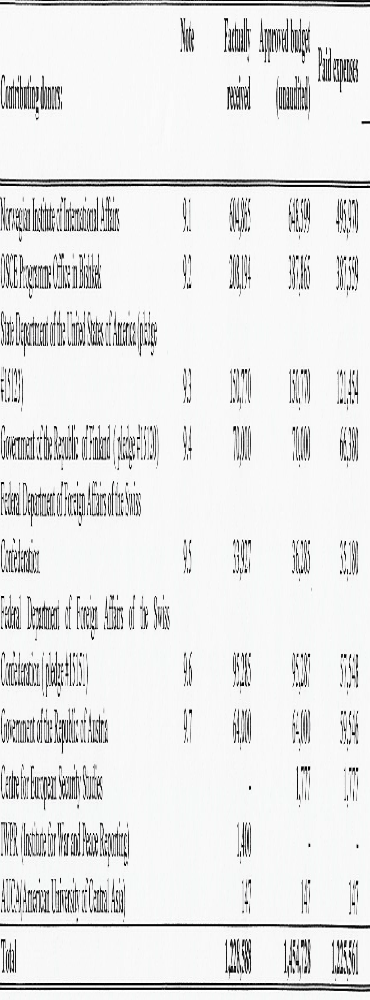 Note Factually Approved budget Paid expenses
Contributing donors: received (unaudited)
Norwegian Institute of International Affairs 9.1 604,865 648,599 495,970
OSCE Programme Office in Bishkek 9.2 208,194 387,865 387,559
State Department of the United States of America (pledge
#15123) 9.3 150,770 150,770 121,454
Government of the Republic of Finland ( pledge #15120) 9.4 70,000 70,000 66,380
Federal Department of Foreign Affairs of the Swiss
Confederation 9.5 33,927 36,285 35,180
Federal Department of Foreign Affairs of the Swiss
Confederation ( pledge #15151) 9.6 95,285 95,287 57,548
Government of the Republic of Austria 9.7 64,000 64,000 59,546
Centre for European Security Studies - 1,777 1,777
IWPR (Institute for War and Peace Reporting) 1,400 - -
AUCA(American University of Central Asia) 147 147 147
Total 1,228,588 1,454,728 1,225,561